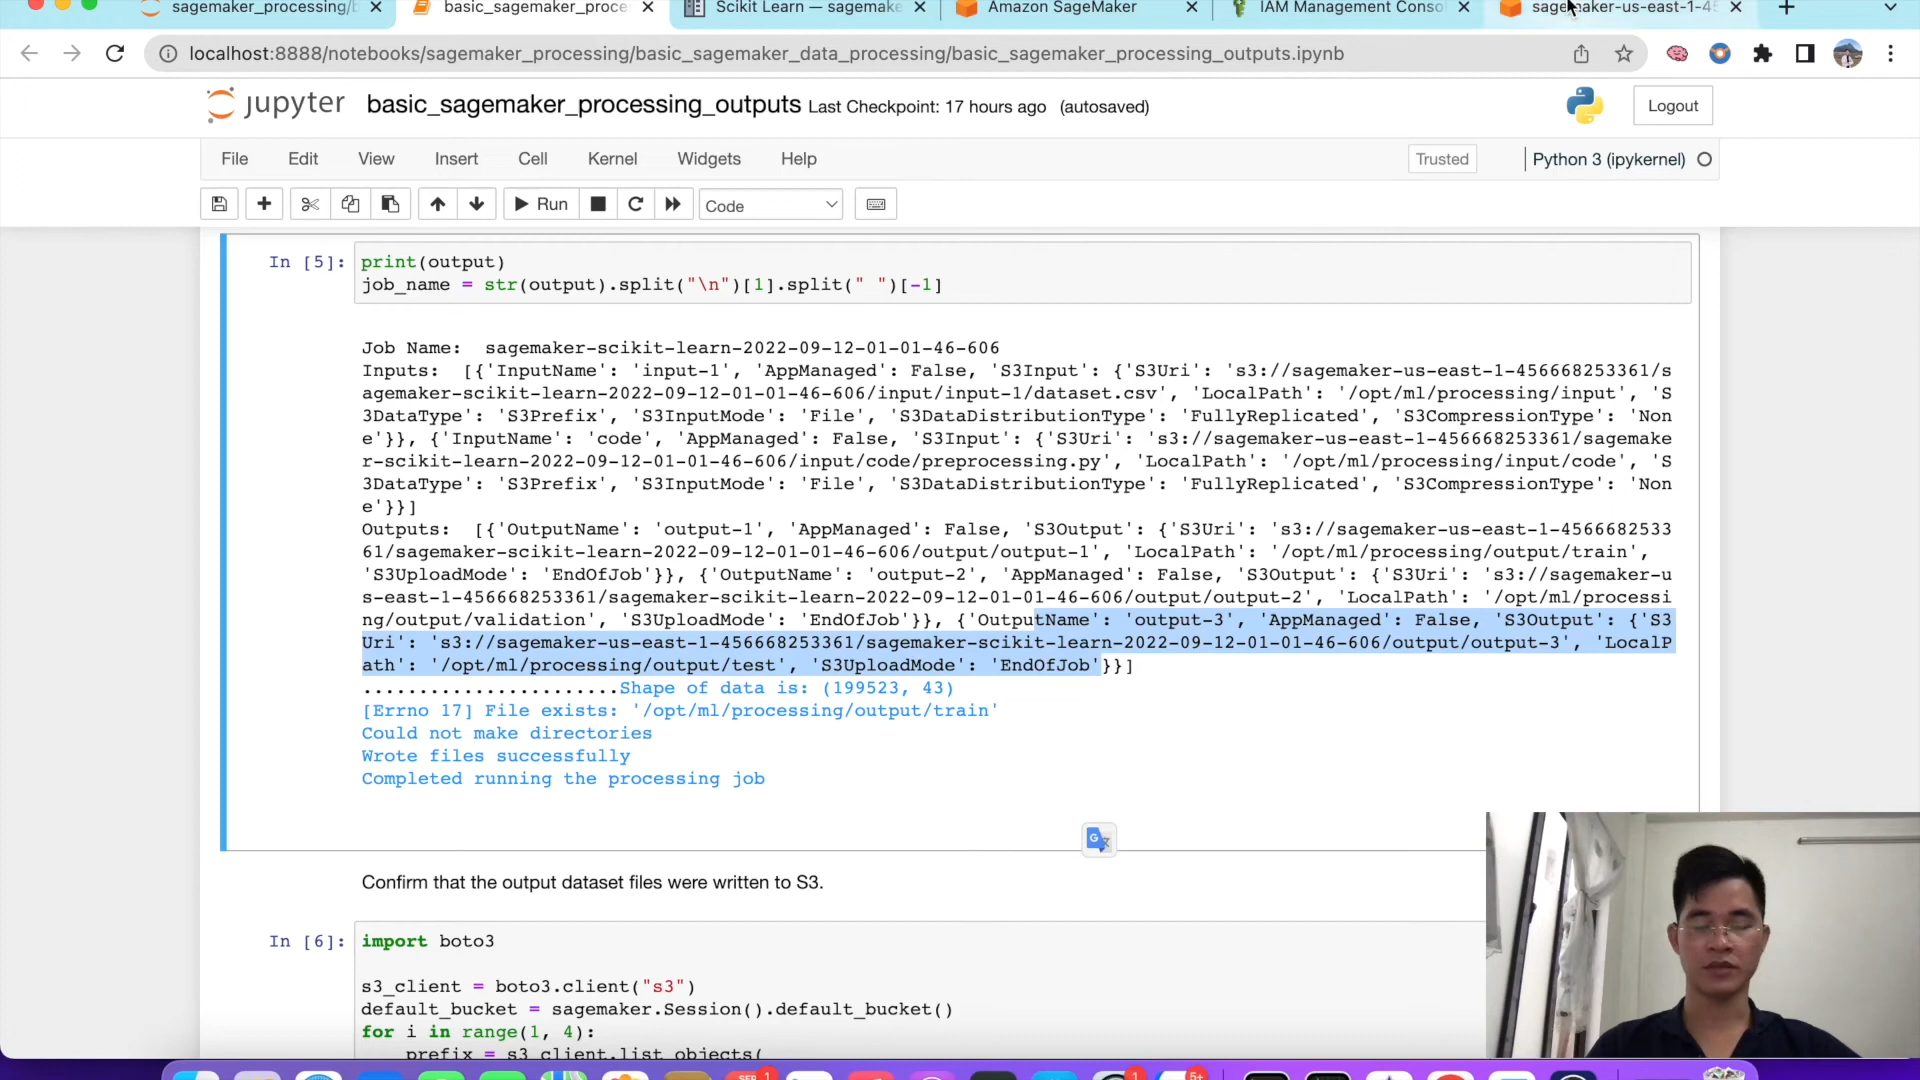 sagemaker_processing/b
basic_sagemaker_proce
Scikit Learn — sagemake
Amazon SageMaker
IAM Management Conso
sagemaker-us-east-1-45
localhost:8888/notebooks/sagemaker_processing/basic_sagemaker_data_processing/basic_sagemaker_processing_outputs.ipynb
jupyter basic_sagemaker_processing_outputs Last Checkpoint: 17 hours ago (autosaved)
Logout
File Edit View Insert Cell Kernel Widgets Help
Trusted
Python 3 (ipykernel)
Run
Code
In [5]:
print(output)
job_name = str(output).split("\n")[1].split(" ")[-1]
Job Name:  sagemaker-scikit-learn-2022-09-12-01-01-46-606
Inputs:  [{'InputName': 'input-1', 'AppManaged': False, 'S3Input': {'S3Uri': 's3://sagemaker-us-east-1-456668253361/s
agemaker-scikit-learn-2022-09-12-01-01-46-606/input/input-1/dataset.csv', 'LocalPath': '/opt/ml/processing/input', 'S
3DataType': 'S3Prefix', 'S3InputMode': 'File', 'S3DataDistributionType': 'FullyReplicated', 'S3CompressionType': 'Non
e'}}, {'InputName': 'code', 'AppManaged': False, 'S3Input': {'S3Uri': 's3://sagemaker-us-east-1-456668253361/sagemake
r-scikit-learn-2022-09-12-01-01-46-606/input/code/preprocessing.py', 'LocalPath': '/opt/ml/processing/input/code', 'S
3DataType': 'S3Prefix', 'S3InputMode': 'File', 'S3DataDistributionType': 'FullyReplicated', 'S3CompressionType': 'Non
e'}}]
Outputs:  [{'OutputName': 'output-1', 'AppManaged': False, 'S3Output': {'S3Uri': 's3://sagemaker-us-east-1-4566682533
61/sagemaker-scikit-learn-2022-09-12-01-01-46-606/output/output-1', 'LocalPath': '/opt/ml/processing/output/train',
'S3UploadMode': 'EndOfJob'}}, {'OutputName': 'output-2', 'AppManaged': False, 'S3Output': {'S3Uri': 's3://sagemaker-u
s-east-1-456668253361/sagemaker-scikit-learn-2022-09-12-01-01-46-606/output/output-2', 'LocalPath': '/opt/ml/processi
ng/output/validation', 'S3UploadMode': 'EndOfJob'}}, {'OutputName': 'output-3', 'AppManaged': False, 'S3Output': {'S3
Uri': 's3://sagemaker-us-east-1-456668253361/sagemaker-scikit-learn-2022-09-12-01-01-46-606/output/output-3', 'LocalP
ath': '/opt/ml/processing/output/test', 'S3UploadMode': 'EndOfJob'}}]
.......................Shape of data is: (199523, 43)
[Errno 17] File exists: '/opt/ml/processing/output/train'
Could not make directories
Wrote files successfully
Completed running the processing job
Confirm that the output dataset files were written to S3.
In [6]:
import boto3
s3_client = boto3.client("s3")
default_bucket = sagemaker.Session().default_bucket()
for i in range(1, 4):
prefix = s3_client.list_objects(